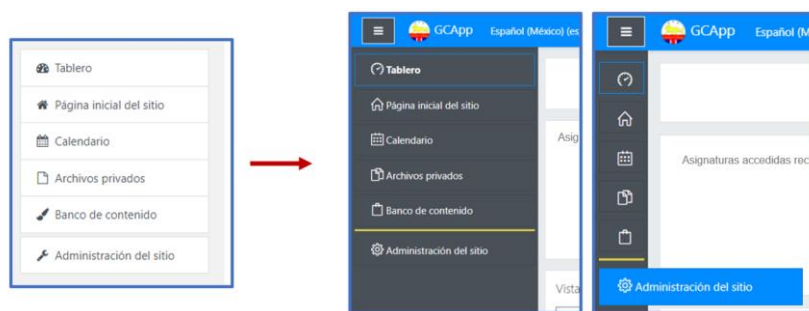 Tablero
Página inicial del sitio
Calendario
Archivos privados
Banco de contenido
Administración del sitio
GCApp Español (México) (es
Tablero
Página inicial del sitio
Asig
Calendario
Archivos privados
Banco de contenido
Administración del sitio
Vista
GCApp Español (M
Asignaturas accedidas rec
Administración del sitio